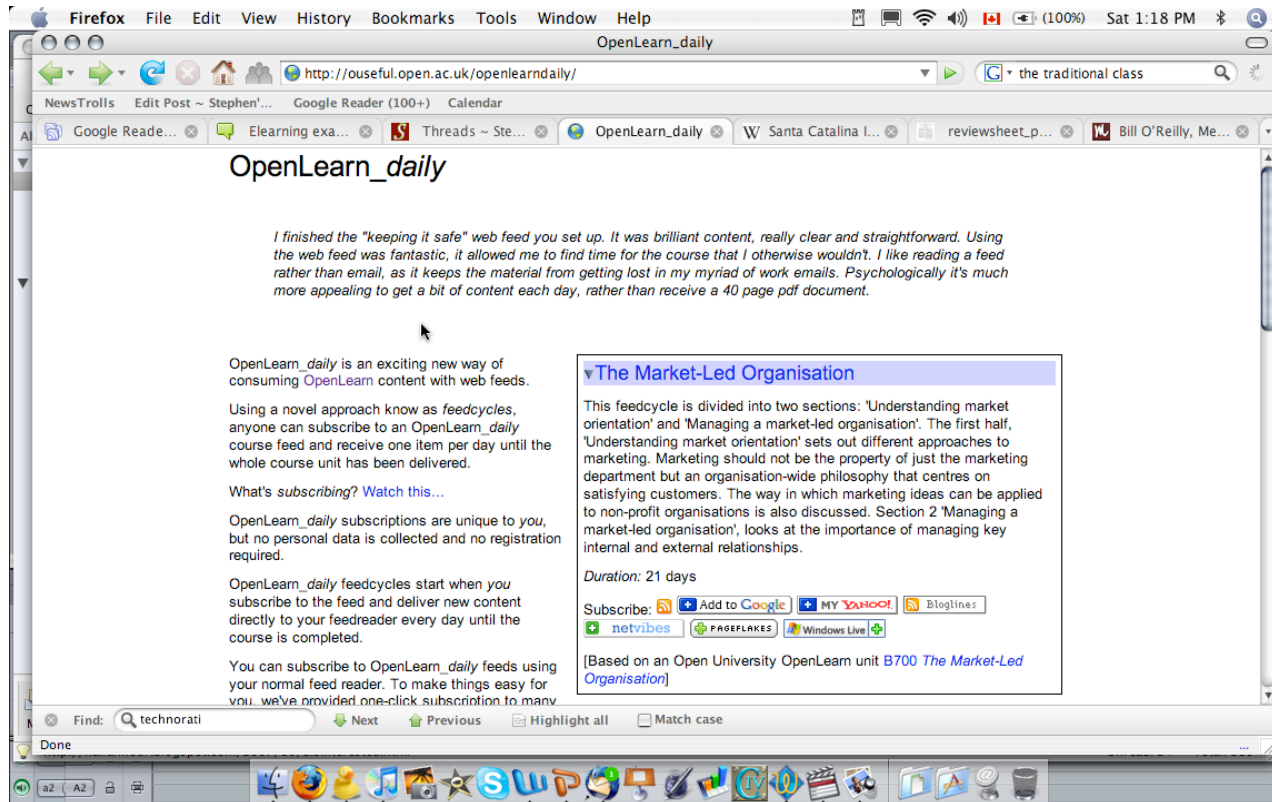 Firefox File Edit View History Bookmarks Tools Window Help (100%) Sat 1:18 PM
OpenLearn_daily
http://ouseful.open.ac.uk/openlearndaily/ G the traditional class
NewsTrolls Edit Post ~ Stephen'... Google Reader (100+) Calendar
Google Reade... Elearning exa... S Threads ~ Ste... OpenLearn_daily W Santa Catalina I... reviewsheet_p... Bill O'Reilly, Me...
OpenLearn_daily
I finished the "keeping it safe" web feed you set up. It was brilliant content, really clear and straightforward. Using
the web feed was fantastic, it allowed me to find time for the course that I otherwise wouldn't. I like reading a feed
rather than email, as it keeps the material from getting lost in my myriad of work emails. Psychologically it's much
more appealing to get a bit of content each day, rather than receive a 40 page pdf document.
OpenLearn_daily is an exciting new way of
consuming OpenLearn content with web feeds.
Using a novel approach know as feedcycles,
anyone can subscribe to an OpenLearn_daily
course feed and receive one item per day until the
whole course unit has been delivered.
What's subscribing? Watch this...
OpenLearn_daily subscriptions are unique to you,
but no personal data is collected and no registration
required.
OpenLearn_daily feedcycles start when you
subscribe to the feed and deliver new content
directly to your feedreader every day until the
course is completed.
You can subscribe to OpenLearn_daily feeds using
your normal feed reader. To make things easy for
you, we've provided one-click subscription to many
The Market-Led Organisation
This feedcycle is divided into two sections: 'Understanding market
orientation' and 'Managing a market-led organisation'. The first half,
'Understanding market orientation' sets out different approaches to
marketing. Marketing should not be the property of just the marketing
department but an organisation-wide philosophy that centres on
satisfying customers. The way in which marketing ideas can be applied
to non-profit organisations is also discussed. Section 2 'Managing a
market-led organisation', looks at the importance of managing key
internal and external relationships.
Duration: 21 days
Subscribe: Add to Google MY YAHOO! Bloglines
netvibes PAGEFLAKES Windows Live
[Based on an Open University OpenLearn unit B700 The Market-Led
Organisation]
Find: technorati Next Previous Highlight all Match case
Done
a2 A2